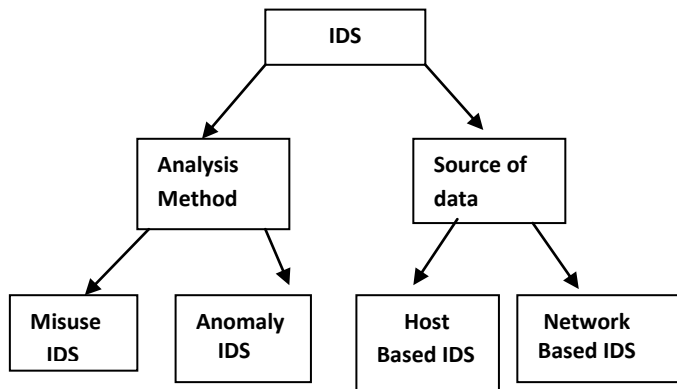 IDS
Analysis
Method
Source of
data
Misuse
IDS
Anomaly
IDS
Host
Based IDS
Network
Based IDS